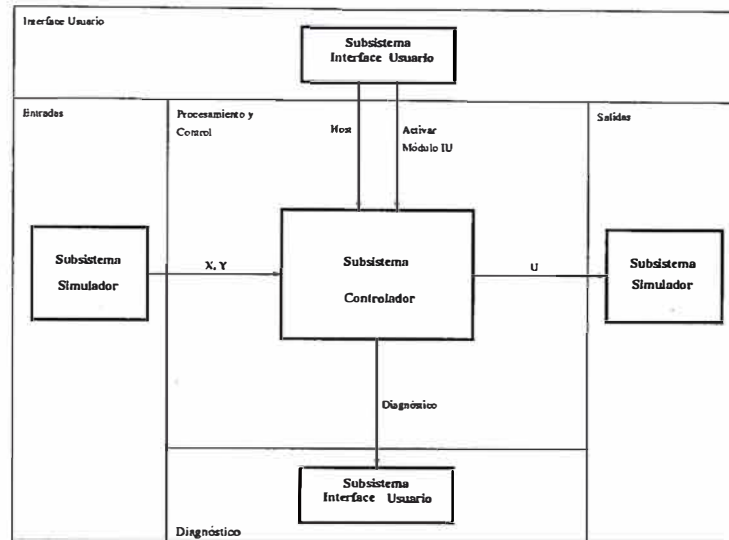 Interface Usuario
Subsistema
Interface Usuario
Entradas
Procesamiento y
Control
Host
Activar
Módulo IU
Salidas
Subsistema
Simulador
X, Y
Subsistema
Controlador
U
Subsistema
Simulador
Diagnóstico
Subsistema
Interface Usuario
Diagnóstico